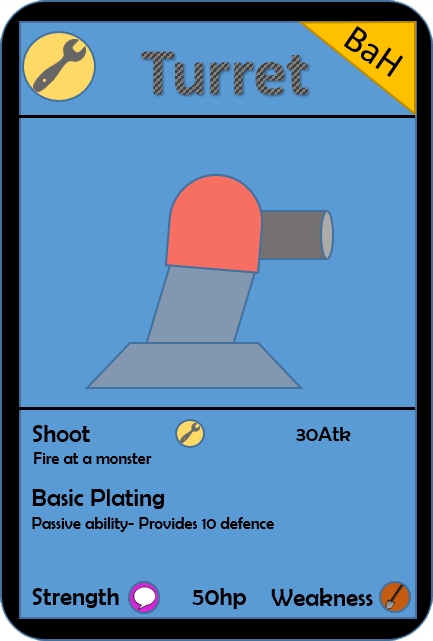 Turret
BaH
Shoot 30Atk
Fire at a monster
Basic Plating
Passive ability- Provides 10 defence
Strength 50hp Weakness